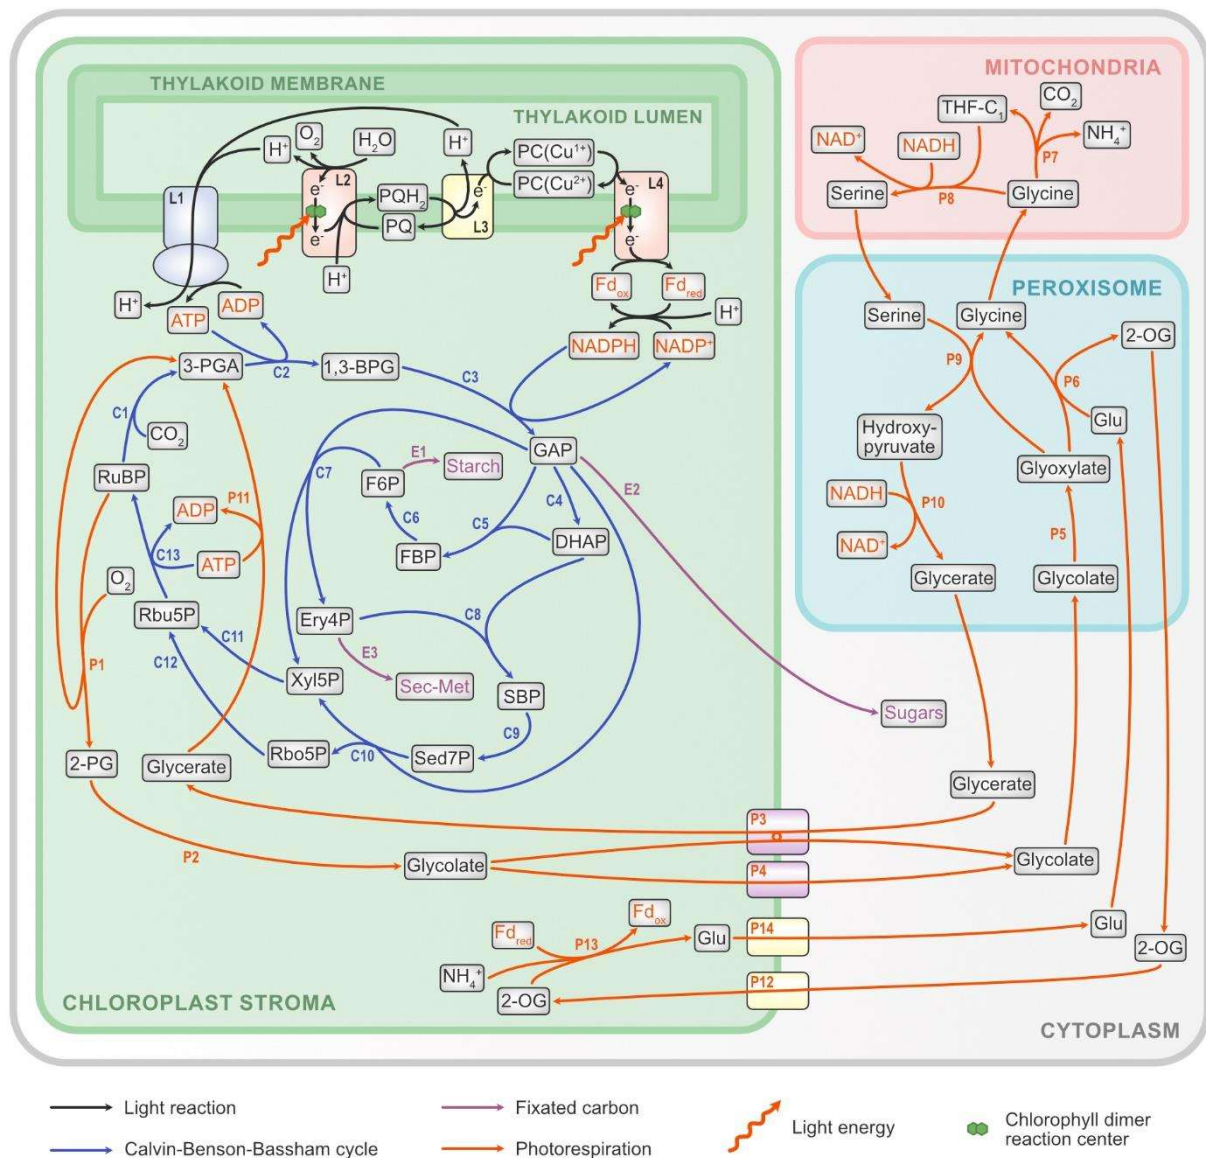 THYLAKOID MEMBRANE
THYLAKOID LUMEN
H⁺
O₂
H₂O
H⁺
PC(Cu¹⁺)
PC(Cu²⁺)
L1
L2
L3
L4
e⁻
e⁻
e⁻
e⁻
e⁻
PQH₂
PQ
H⁺
H⁺
ATP
ADP
Fd_ox
Fd_red
H⁺
NADPH
NADP⁺
3-PGA
C2
1,3-BPG
C3
C1
CO₂
RuBP
P11
ADP
C13
ATP
O₂
Rbu5P
P1
C12
C11
C7
E1
Starch
F6P
C6
FBP
C5
C4
GAP
DHAP
E2
Ery4P
C8
E3
Xyl5P
Sec-Met
SBP
C9
Rbo5P
C10
Sed7P
Sugars
2-PG
Glycerate
P2
Glycolate
P3
P4
Fd_red
Fd_ox
P13
Glu
NH₄⁺
2-OG
P14
P12
CHLOROPLAST STROMA
MITOCHONDRIA
THF-C₁
CO₂
NAD⁺
NADH
NH₄⁺
P7
Serine
P8
Glycine
PEROXISOME
Serine
Glycine
2-OG
P9
P6
Hydroxy-
pyruvate
Glu
Glyoxylate
NADH
P10
NAD⁺
P5
Glycerate
Glycolate
Glycerate
Glycolate
Glu
2-OG
CYTOPLASM
Light reaction
Calvin-Benson-Bassham cycle
Fixated carbon
Photorespiration
Light energy
Chlorophyll dimer
reaction center